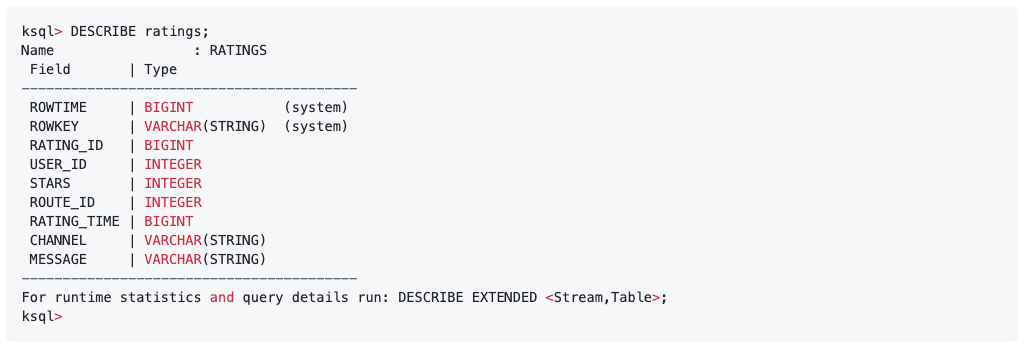 ksql> DESCRIBE ratings;
Name                 : RATINGS
 Field       | Type
-----------------------------------------
 ROWTIME     | BIGINT           (system)
 ROWKEY      | VARCHAR(STRING)  (system)
 RATING_ID   | BIGINT
 USER_ID     | INTEGER
 STARS       | INTEGER
 ROUTE_ID    | INTEGER
 RATING_TIME | BIGINT
 CHANNEL     | VARCHAR(STRING)
 MESSAGE     | VARCHAR(STRING)
-----------------------------------------
For runtime statistics and query details run: DESCRIBE EXTENDED <Stream,Table>;
ksql>